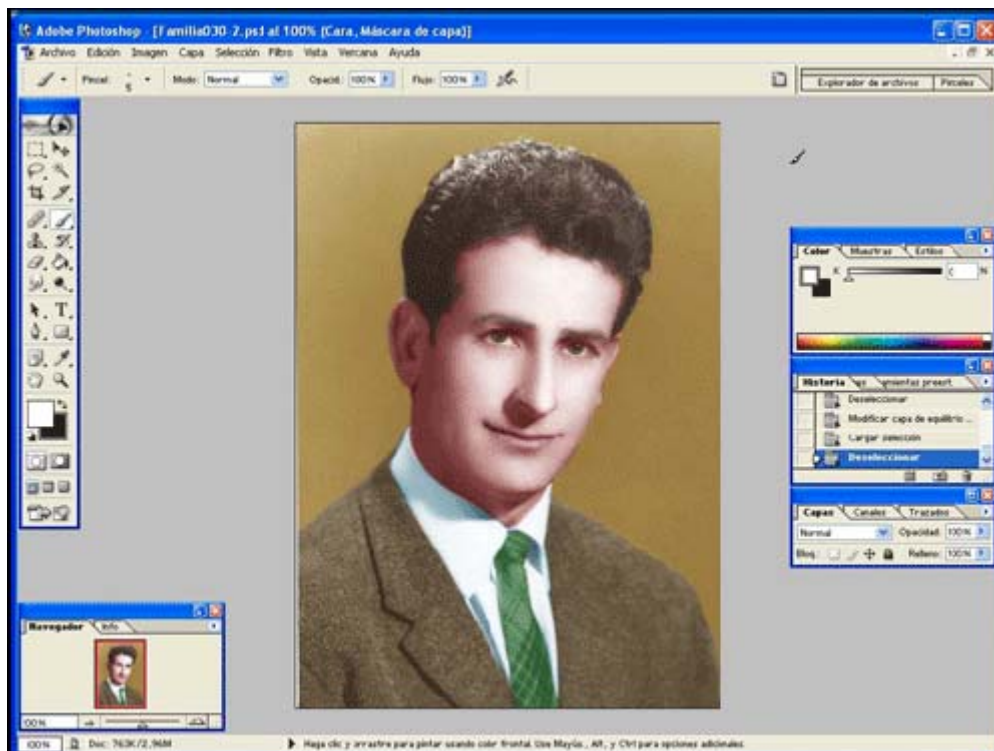 Adobe Photoshop - [Familia030-2.psd al 100% (Cara, Máscara de capa)]
Archivo Edición Imagen Capa Selección Filtro Vista Ventana Ayuda
Pincel: 5 Modo: Normal Opacid: 100% Flujo: 100% Explorador de archivos Pinceles
Color Muestras Estilos
K %
Historia
Deseleccionar
Modificar capa de equilibrio ...
Cargar selección
Deseleccionar
Capas Canales Trazados
Normal Opacidad: 100%
Bloq.: Relleno: 100%
Navegador Info
100%
100% Doc: 763K/2,96M Haga clic y arrastre para pintar usando color frontal. Use Mayús., Alt, y Ctrl para opciones adicionales.